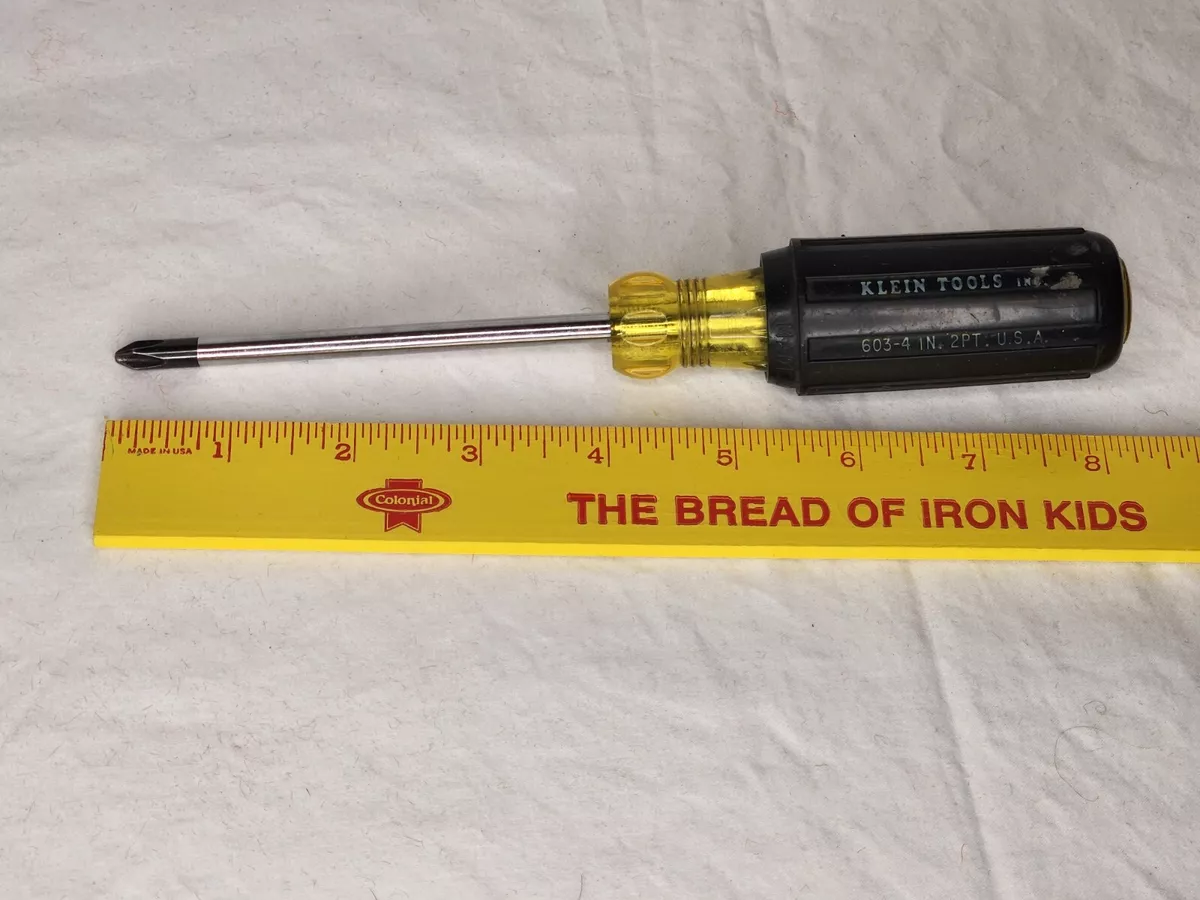 KLEIN TOOLS INC.
603-4 IN. 2PT. U.S.A.
1 2 3 4 5 6 7 8
MADE IN USA
Colonial
THE BREAD OF IRON KIDS